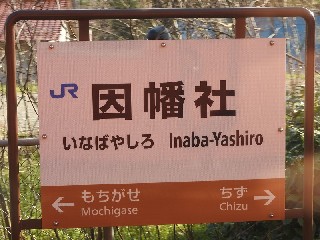 JR 因幡社
いなばやしろ Inaba-Yashiro
← もちがせ ちず →
Mochigase Chizu